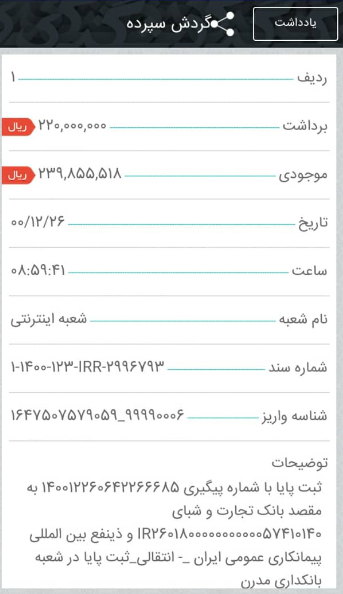 یادداشت
گردش سپرده
ردیف ۱
برداشت ۲۲۰,۰۰۰,۰۰۰ ریال
موجودی ۲۳۹,۸۵۵,۵۱۸ ریال
تاریخ ۰۰/۱۲/۲۶
ساعت ۰۸:۵۹:۴۱
نام شعبه شعبه اینترنتی
شماره سند ۱-۱۴۰۰-۱۲۳-IRR-۲۹۹۶۷۹۳
شناسه واریز ۱۶۴۷۵۰۷۵۷۹۰۵۹_۹۹۹۹۰۰۰۶
توضیحات
ثبت پایا با شماره پیگیری ۱۴۰۰۱۲۲۶۰۶۴۲۲۶۶۶۸۵ به
مقصد بانک تجارت و شبای
IR۲۶۰۱۸۰۰۰۰۰۰۰۰۰۰۰۵۷۴۱۰۱۴۰ و ذینفع بین المللی
پیمانکاری عمومی ایران _- انتقالی_ثبت پایا در شعبه
بانکداری مدرن